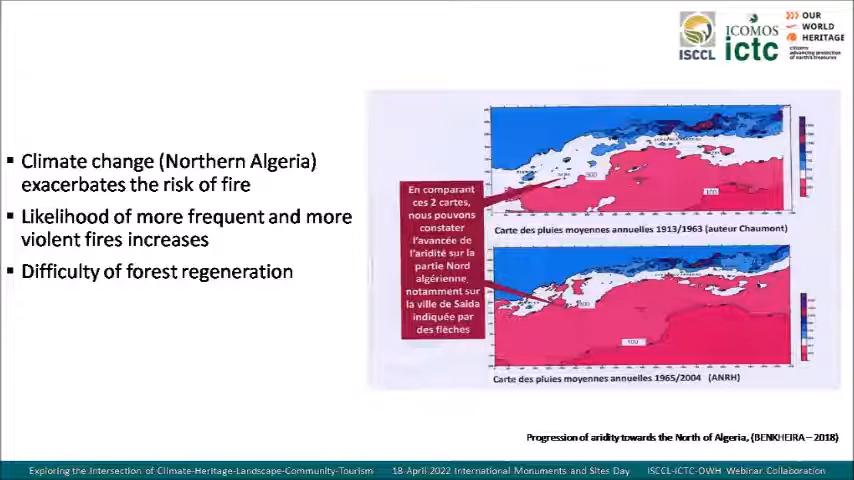 ISCCL
ICOMOS
ictc
OUR
WORLD
HERITAGE
citizens
advancing protection
of earth's treasures
▪ Climate change (Northern Algeria)
exacerbates the risk of fire
▪ Likelihood of more frequent and more
violent fires increases
▪ Difficulty of forest regeneration
En comparant
ces 2 cartes,
nous pouvons
constater
l'avancée de
l'aridité sur la
partie Nord
algérienne,
notamment sur
la ville de Saida
indiquée par
des flèches
300
100
Carte des pluies moyennes annuelles 1913/1963 (auteur Chaumont)
300
100
Carte des pluies moyennes annuelles 1965/2004 (ANRH)
Progression of aridity towards the North of Algeria, (BENKHEIRA – 2018)
Exploring the Intersection of Climate-Heritage-Landscape-Community-Tourism 18-April 2022 International Monuments and Sites Day ISCCL-ICTC-OWH Webinar Collaboration